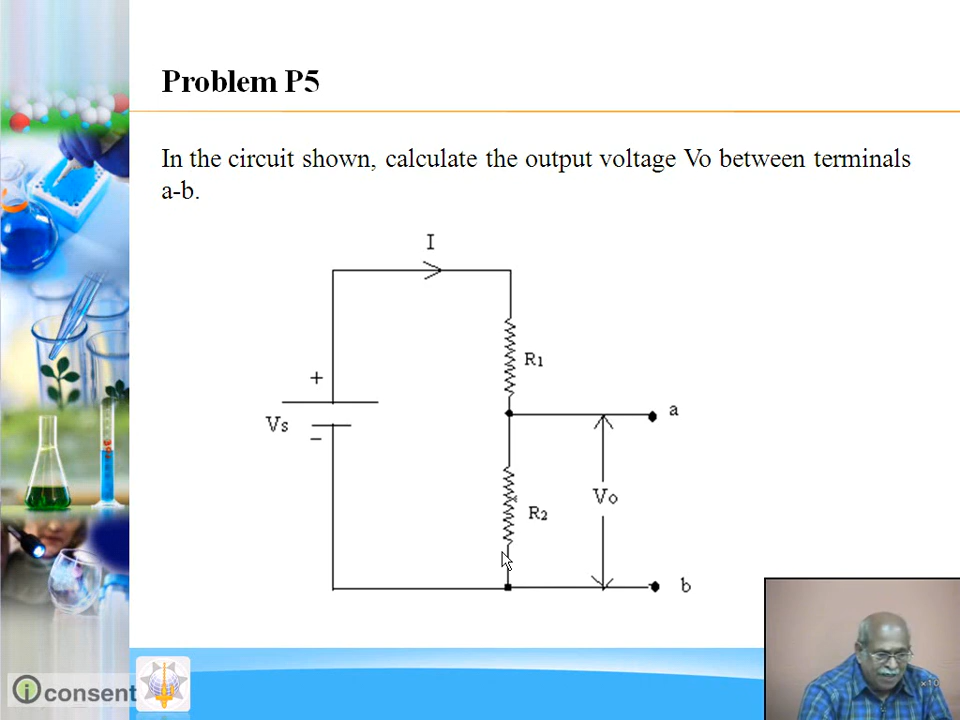 Problem P5
In the circuit shown, calculate the output voltage Vo between terminals
a-b.
I
R1
+
a
Vs
−
Vo
R2
b
i consent